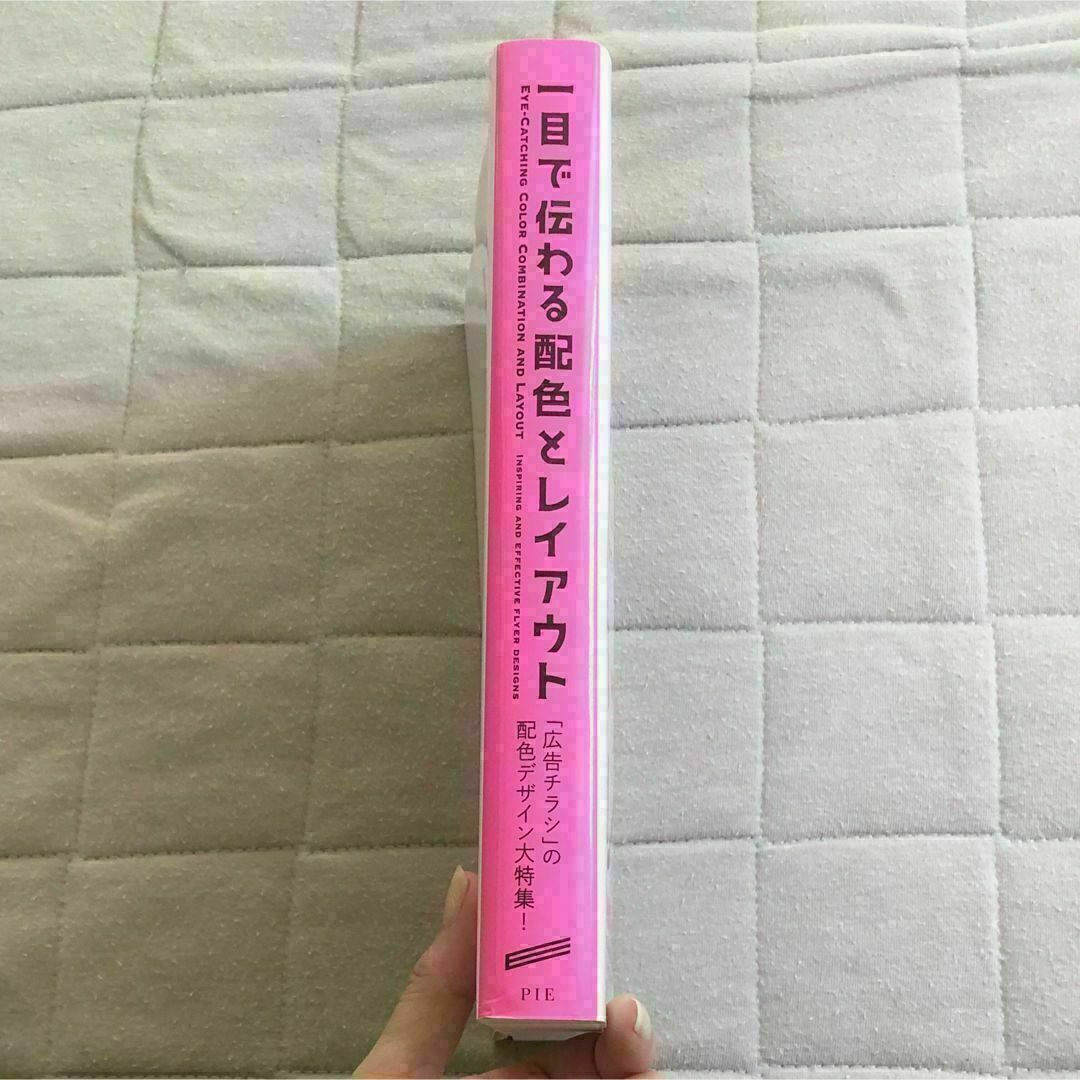 一目で伝わる配色とレイアウト
EYE-CATCHING COLOR COMBINATION AND LAYOUT
INSPIRING AND EFFECTIVE FLYER DESIGNS
「広告チラシ」の
配色デザイン大特集!
PIE